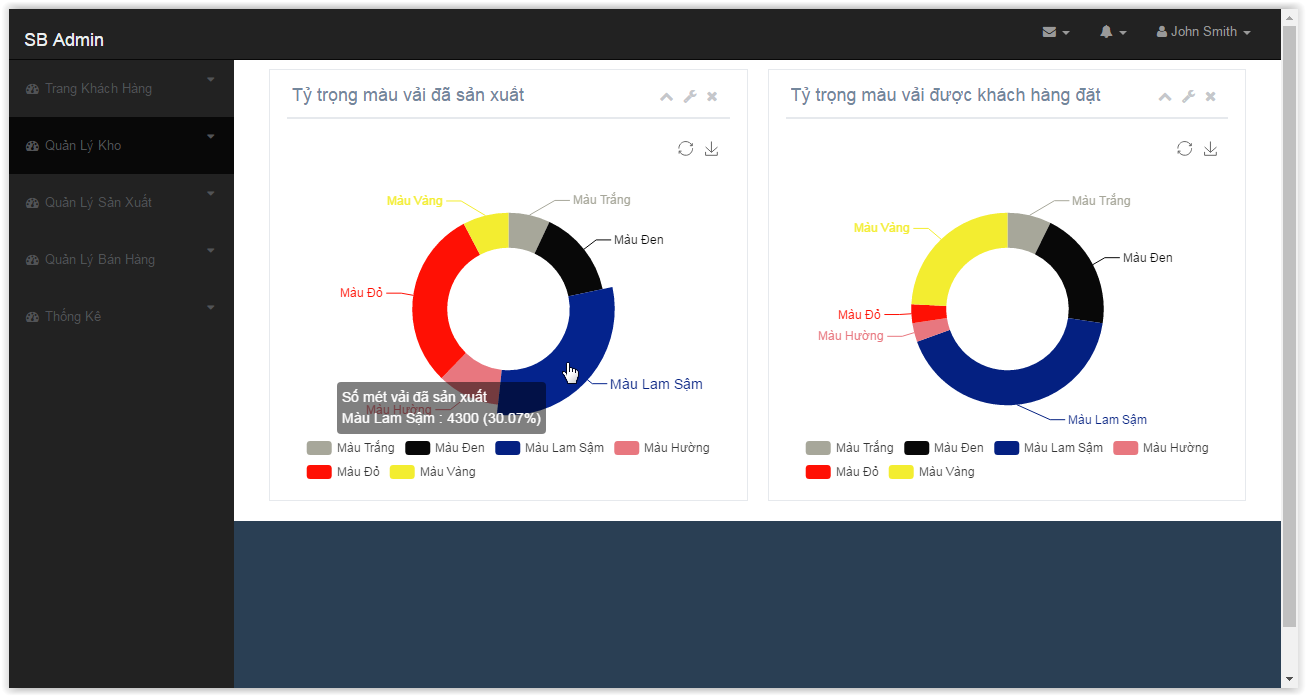 SB Admin
John Smith
Trang Khách Hàng
Quản Lý Kho
Quản Lý Sản Xuất
Quản Lý Bán Hàng
Thống Kê
Tỷ trọng màu vải đã sản xuất
Màu Vàng
Màu Trắng
Màu Đen
Màu Đỏ
Màu Lam Sậm
Màu Hường
Số mét vải đã sản xuất
Màu Lam Sậm : 4300 (30.07%)
Màu Trắng Màu Đen Màu Lam Sậm Màu Hường
Màu Đỏ Màu Vàng
Tỷ trọng màu vải được khách hàng đặt
Màu Trắng
Màu Vàng
Màu Đen
Màu Đỏ
Màu Hường
Màu Lam Sậm
Màu Trắng Màu Đen Màu Lam Sậm Màu Hường
Màu Đỏ Màu Vàng